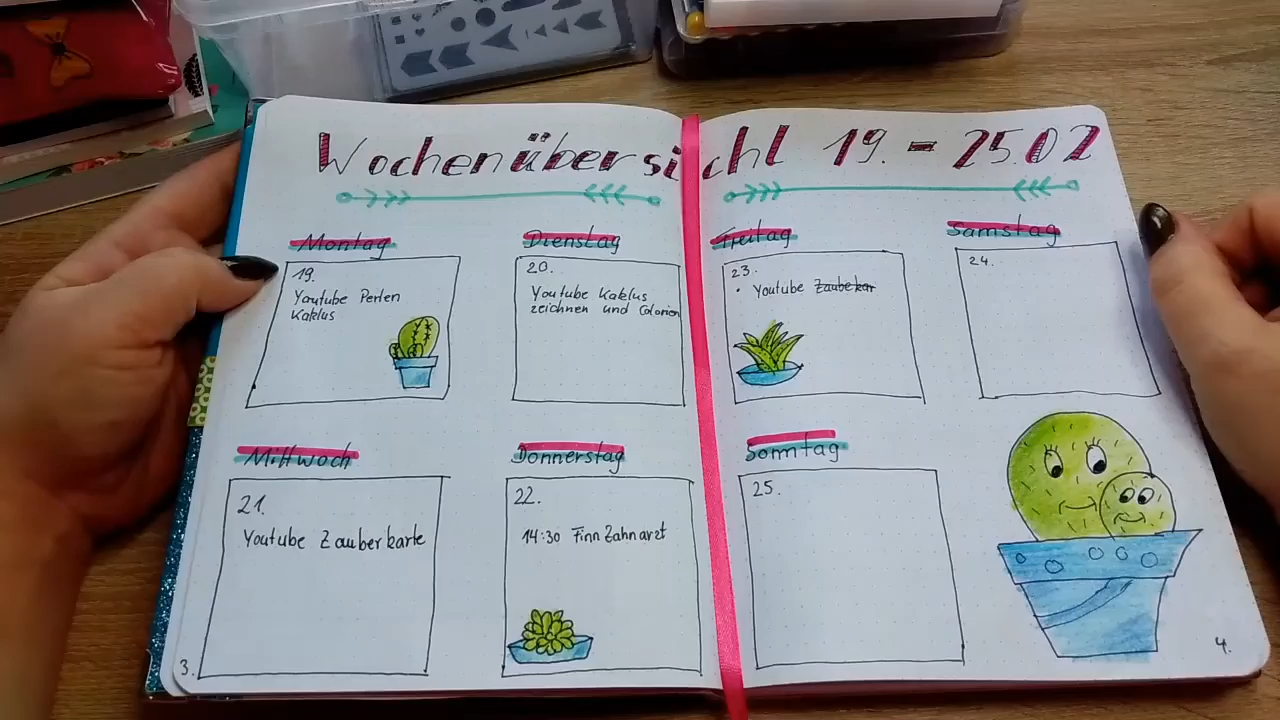 Wochenübersicht 19. - 25.02
Montag
19.
Youtube Perlen
Kaktus
Dienstag
20.
Youtube Kaktus
zeichnen und Colorien
Mittwoch
21.
Youtube Zauberkarte
Donnerstag
22.
14:30 Finn Zahnarzt
3.
Freitag
23.
• Youtube Zauberkar
Samstag
24.
Sonntag
25.
4.